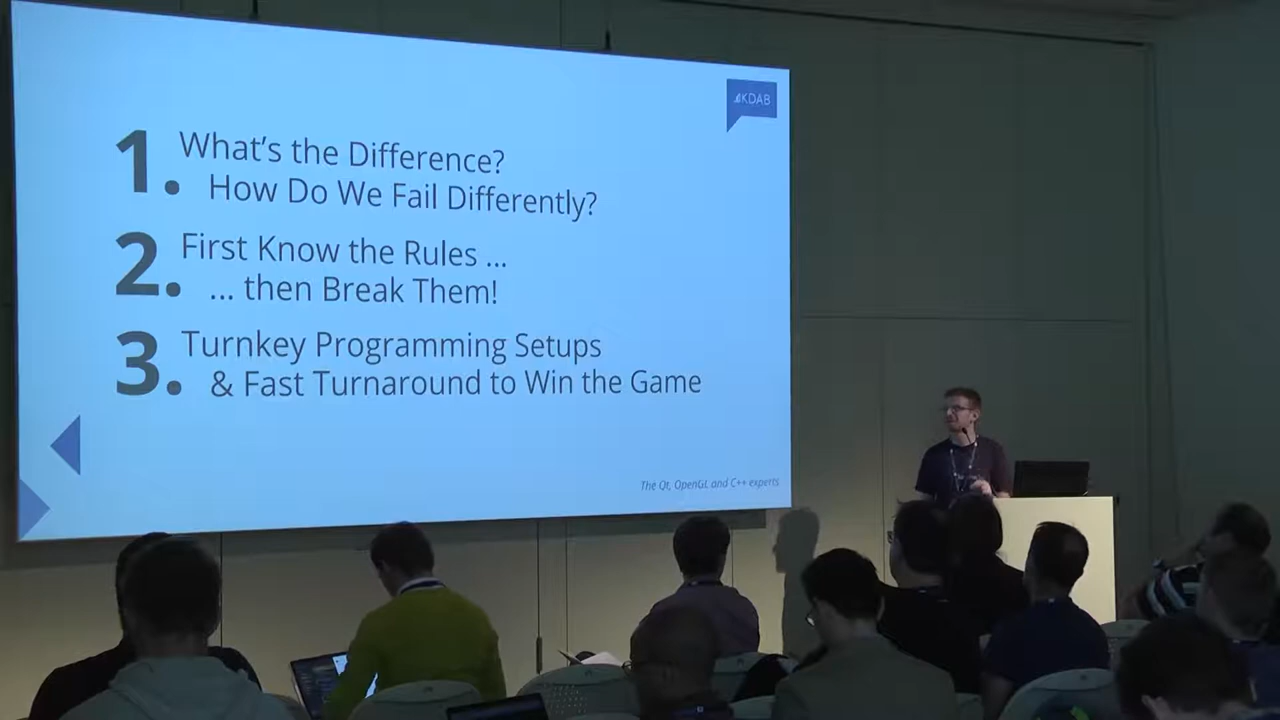 KDAB
1. What's the Difference?
How Do We Fail Differently?
2. First Know the Rules ...
... then Break Them!
3. Turnkey Programming Setups
& Fast Turnaround to Win the Game
The Qt, OpenGL and C++ experts